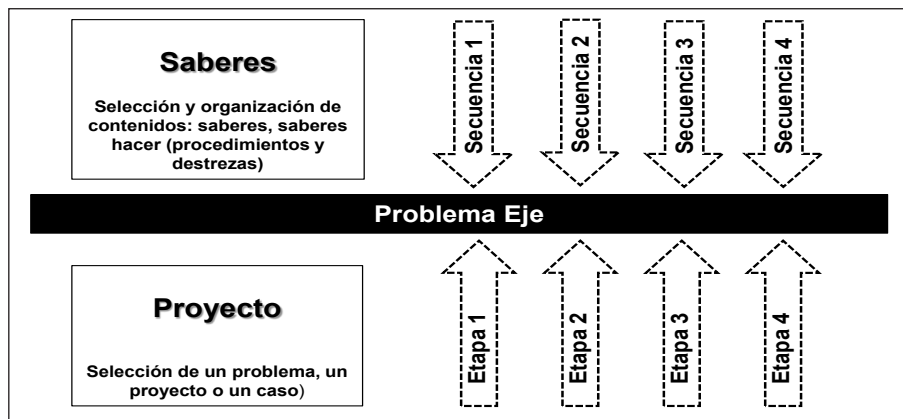 Saberes
Selección y organización de
contenidos: saberes, saberes
hacer (procedimientos y
destrezas)
Secuencia 1
Secuencia 2
Secuencia 3
Secuencia 4
Problema Eje
Proyecto
Selección de un problema, un
proyecto o un caso)
Etapa 1
Etapa 2
Etapa 3
Etapa 4